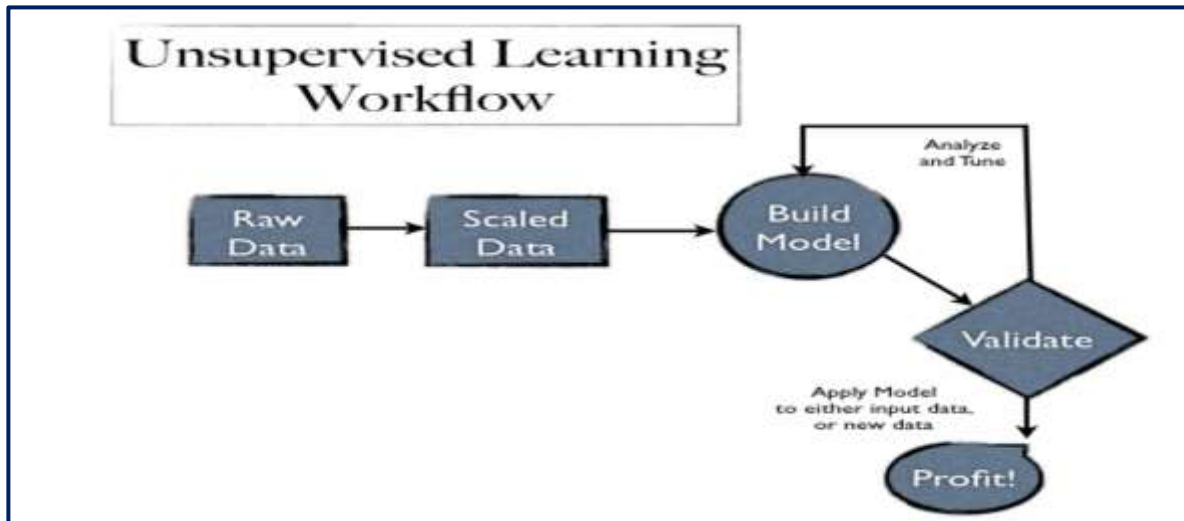 Unsupervised Learning
Workflow
Analyze
and Tune
Raw
Data
Scaled
Data
Build
Model
Validate
Apply Model
to either input data,
or new data
Profit!